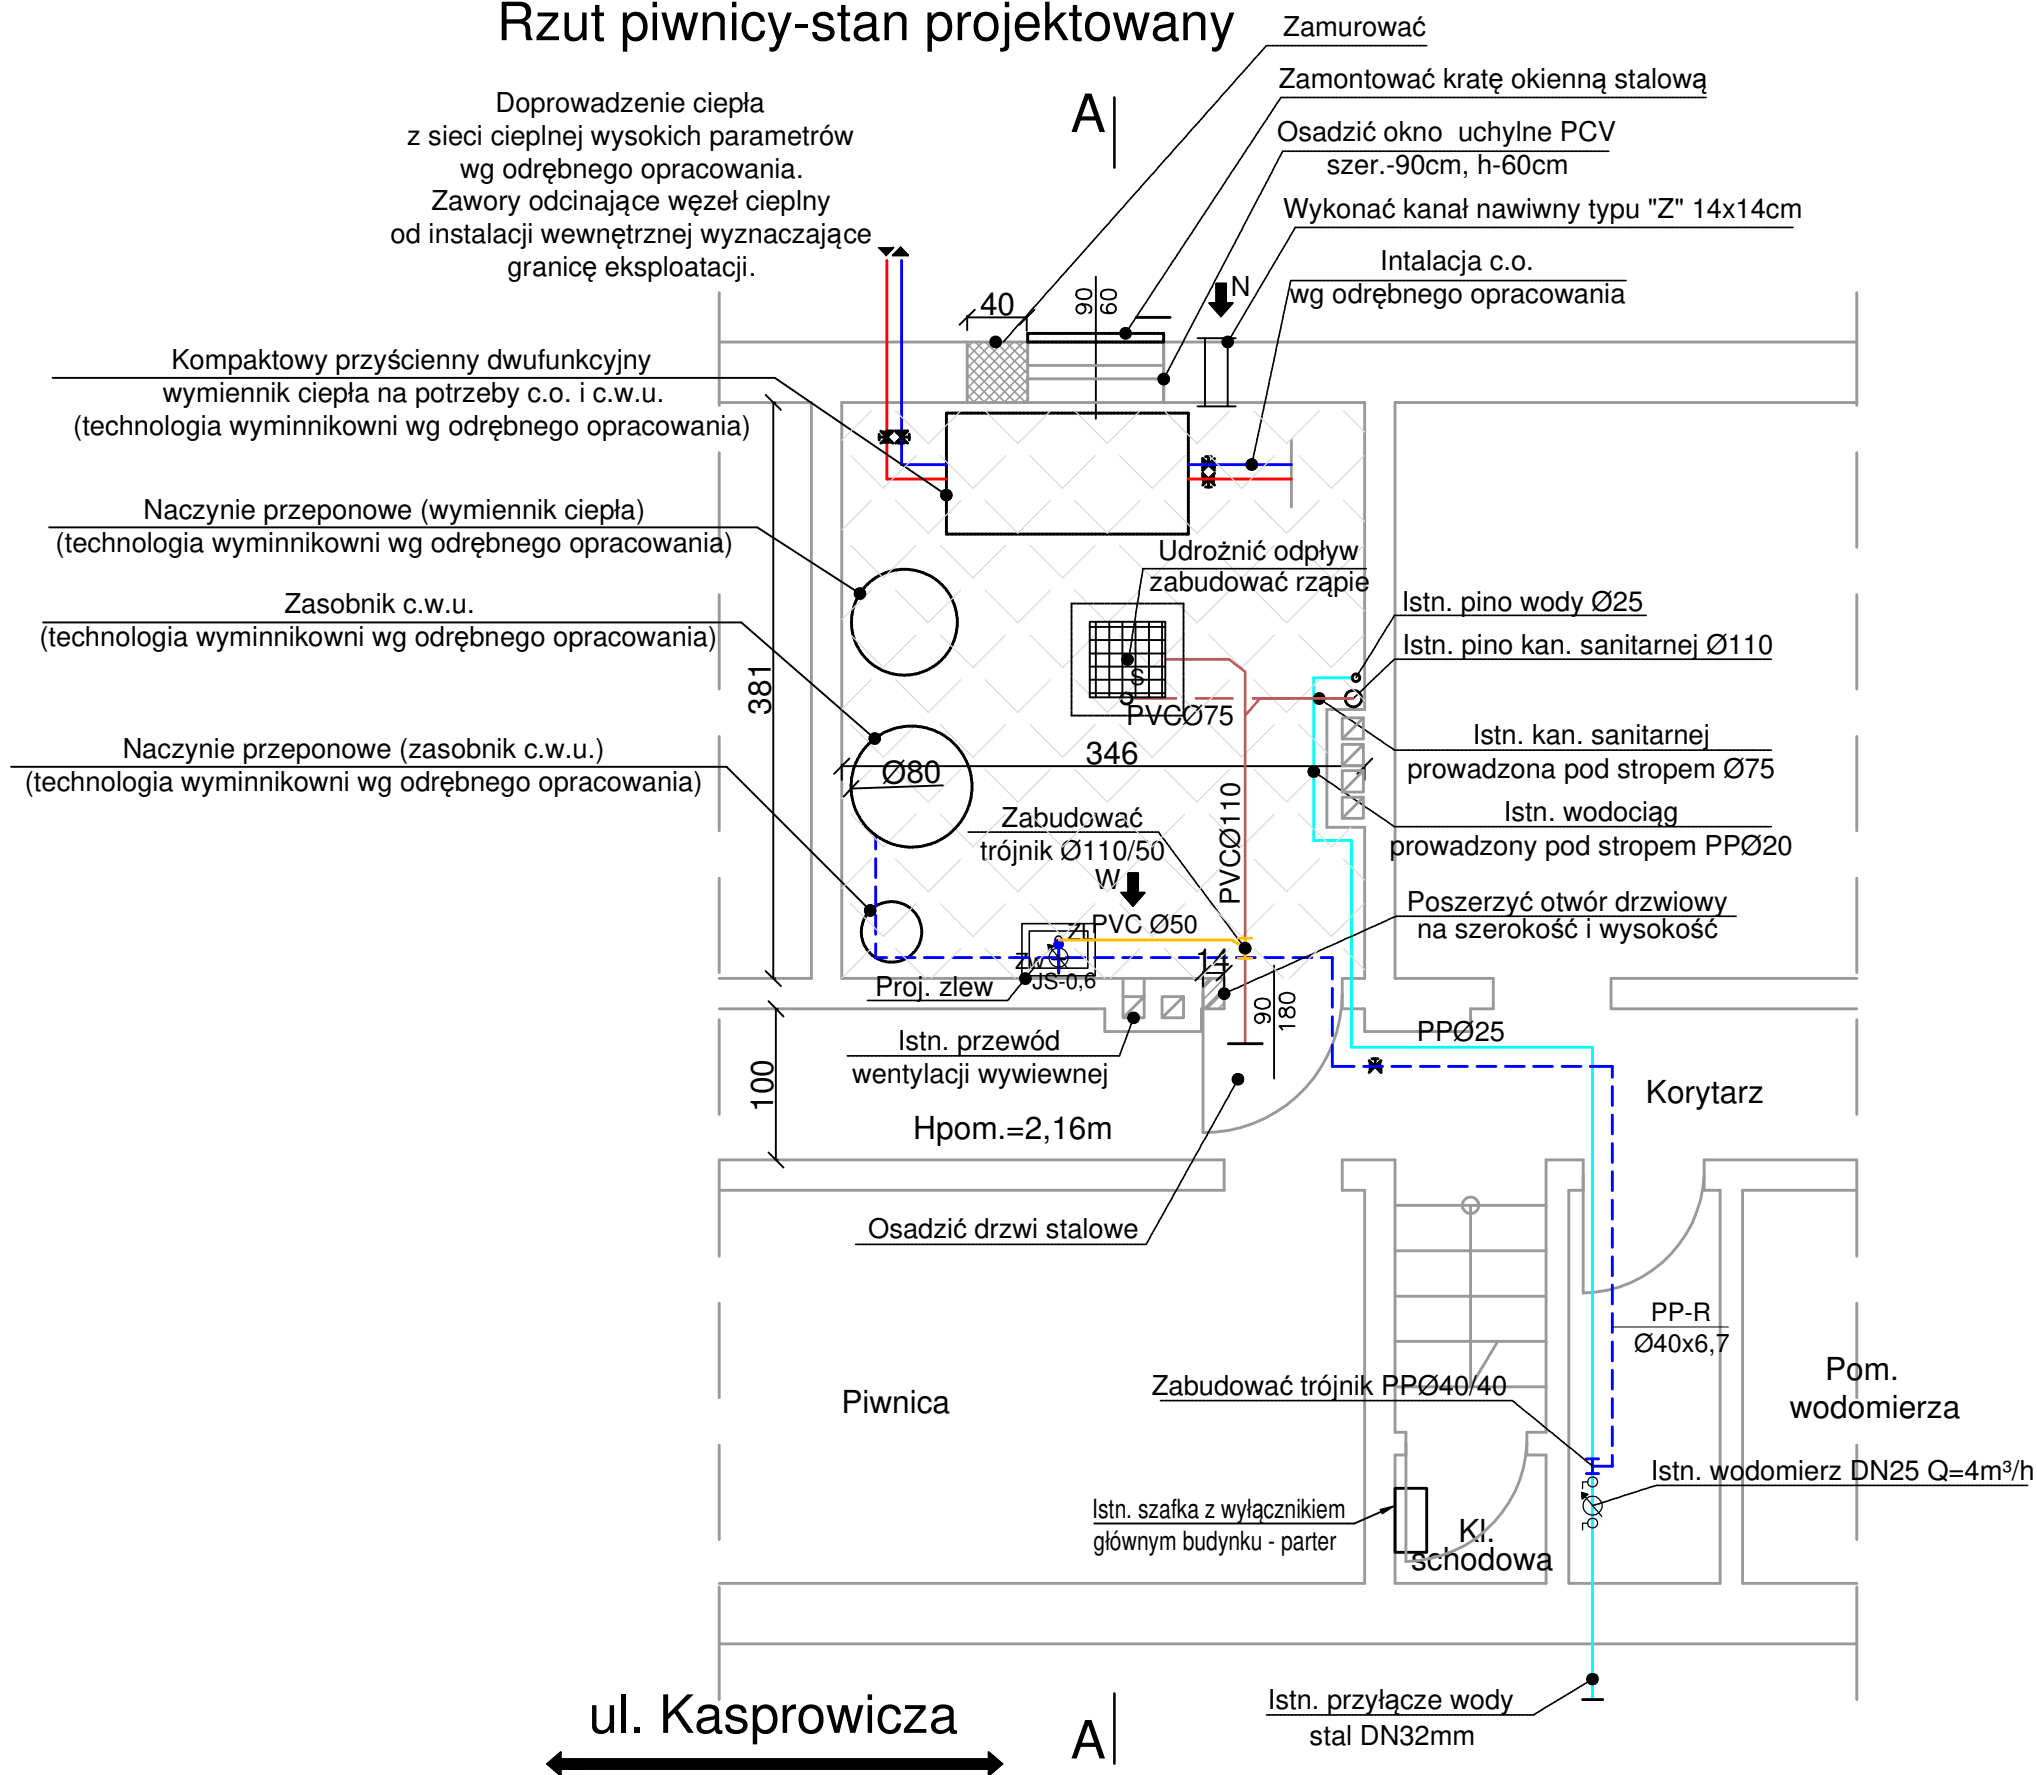 Rzut piwnicy-stan projektowany
Zamurować
Zamontować kratę okienną stalową
Osadzić okno uchylne PCV
szer.-90cm, h-60cm
Wykonać kanał nawiwny typu "Z" 14x14cm
Intalacja c.o.
wg odrębnego opracowania
Doprowadzenie ciepła
z sieci cieplnej wysokich parametrów
wg odrębnego opracowania.
Zawory odcinające węzeł cieplny
od instalacji wewnętrznej wyznaczające
granicę eksploatacji.
A
N
40
90
60
Kompaktowy przyścienny dwufunkcyjny
wymiennik ciepła na potrzeby c.o. i c.w.u.
(technologia wyminnikowni wg odrębnego opracowania)
Naczynie przeponowe (wymiennik ciepła)
(technologia wyminnikowni wg odrębnego opracowania)
Zasobnik c.w.u.
(technologia wyminnikowni wg odrębnego opracowania)
Naczynie przeponowe (zasobnik c.w.u.)
(technologia wyminnikowni wg odrębnego opracowania)
Udrożnić odpływ
zabudować rząpie
S
PVCØ75
346
381
Ø80
Istn. pino wody Ø25
Istn. pino kan. sanitarnej Ø110
Istn. kan. sanitarnej
prowadzona pod stropem Ø75
Istn. wodociąg
prowadzony pod stropem PPØ20
Zabudować
trójnik Ø110/50
PVCØ110
W
PVC Ø50
Poszerzyć otwór drzwiowy
na szerokość i wysokość
Zl
Zw
JS-0,6
14
Proj. zlew
90
180
Istn. przewód
wentylacji wywiewnej
PPØ25
100
Hpom.=2,16m
Korytarz
Osadzić drzwi stalowe
PP-R
Ø40x6,7
Zabudować trójnik PPØ40/40
Piwnica
Pom.
wodomierza
Istn. wodomierz DN25 Q=4m³/h
Istn. szafka z wyłącznikiem
głównym budynku - parter
Kl.
schodowa
ul. Kasprowicza
A
Istn. przyłącze wody
stal DN32mm